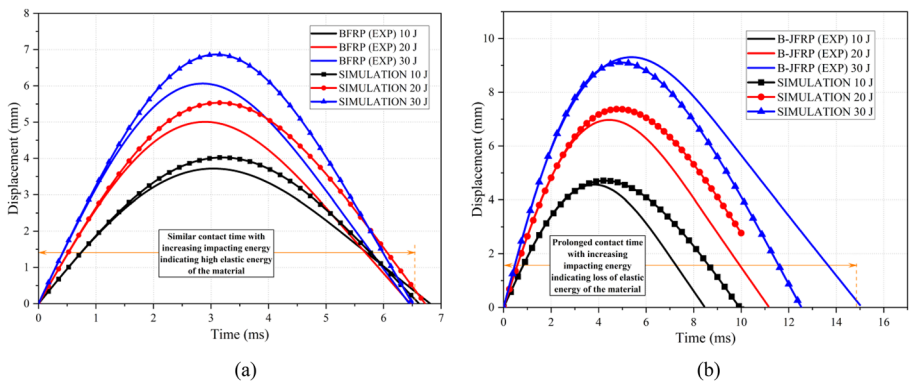 (a)
8
7
6
5
4
3
2
1
0
Displacement (mm)
BFRP (EXP) 10 J
BFRP (EXP) 20 J
BFRP (EXP) 30 J
SIMULATION 10 J
SIMULATION 20 J
SIMULATION 30 J
Similar contact time with
increasing impacting energy
indicating high elastic energy
of the material
0 1 2 3 4 5 6 7
Time (ms)
(a)
(b)
10
8
6
4
2
0
Displacement (mm)
B-JFRP (EXP) 10 J
B-JFRP (EXP) 20 J
B-JFRP (EXP) 30 J
SIMULATION 10 J
SIMULATION 20 J
SIMULATION 30 J
Prolonged contact time
with increasing
impacting energy
indicating loss of elastic
energy of the material
0 2 4 6 8 10 12 14 16
Time (ms)
(b)